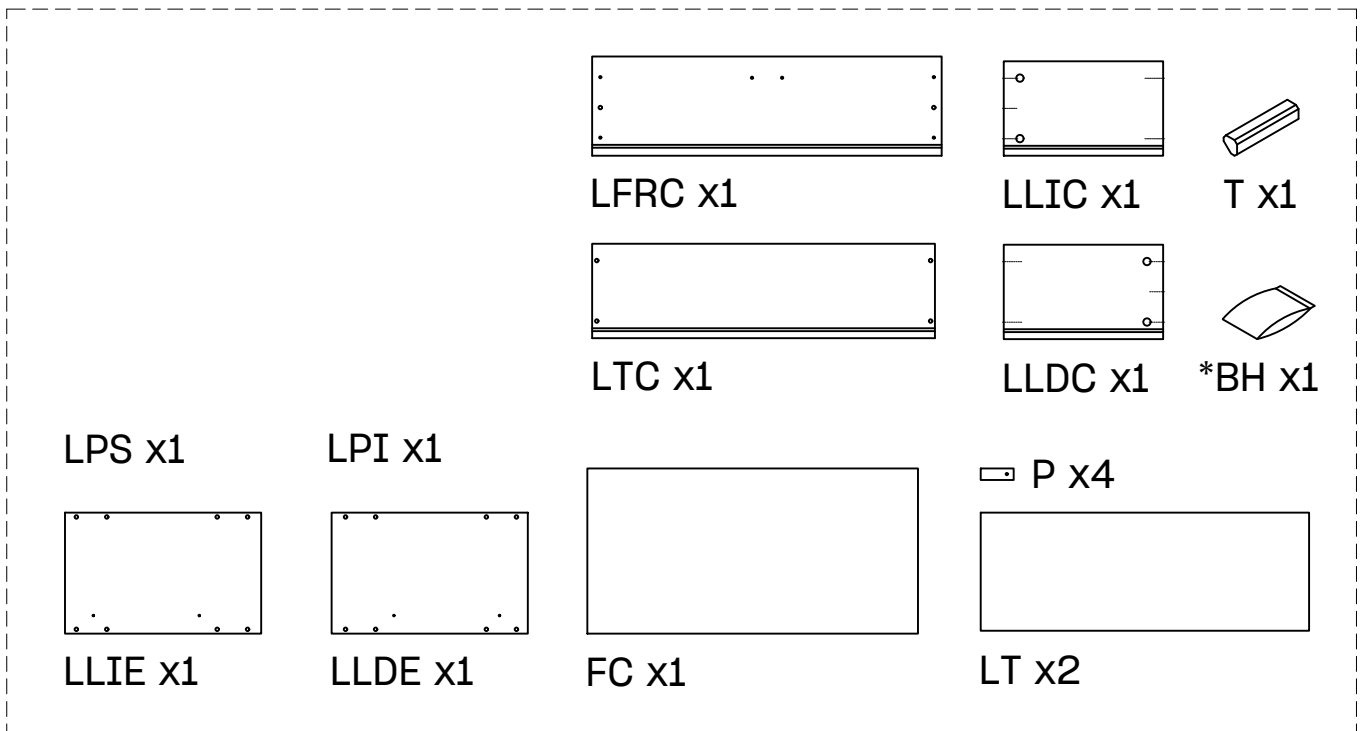 LFRC x1
LLIC x1
T x1
LTC x1
LLDC x1
*BH x1
LPS x1
LPI x1
P x4
LLIE x1
LLDE x1
FC x1
LT x2